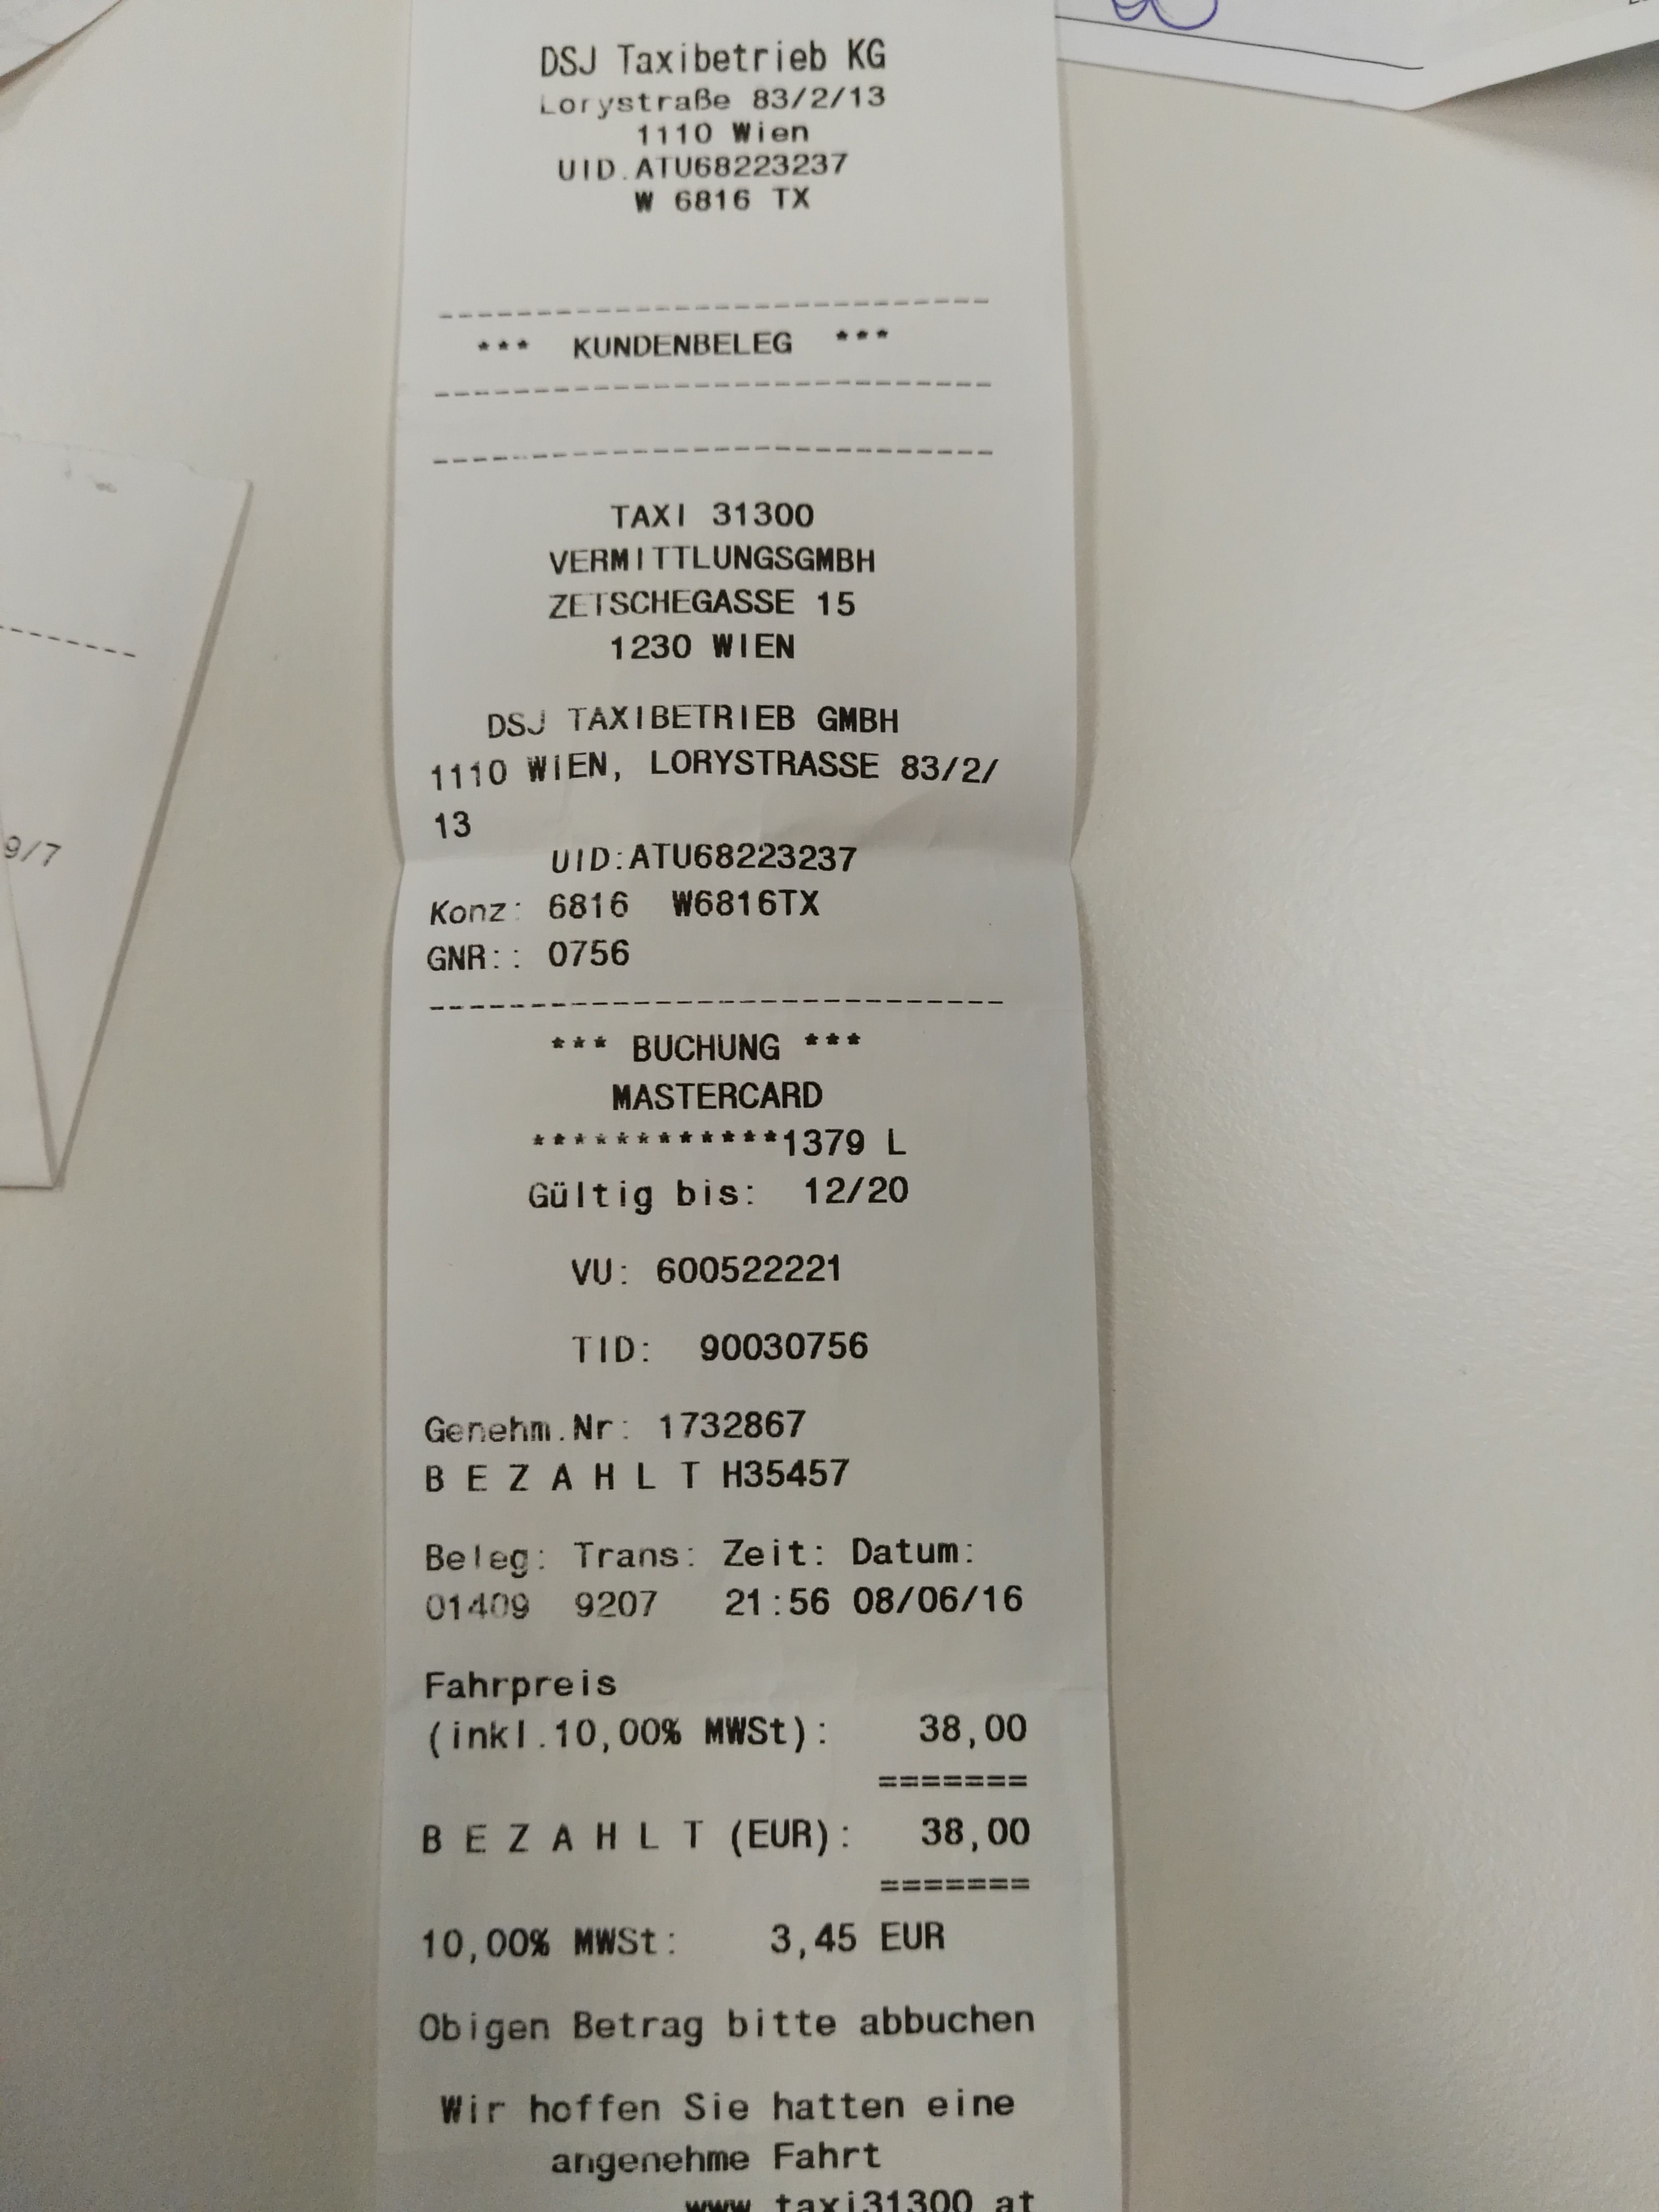 DSJ Taxibetrieb KG
Lorystraße 83/2/13
1110 Wien
UID.ATU68223237
W 6816 TX
*** KUNDENBELEG ***
TAXI 31300
VERMITTLUNGSGMBH
ZETSCHEGASSE 15
1230 WIEN
DSJ TAXIBETRIEB GMBH
1110 WIEN, LORYSTRASSE 83/2/
13
UID:ATU68223237
Konz: 6816 W6816TX
GNR:: 0756
*** BUCHUNG ***
MASTERCARD
************1379 L
Gültig bis: 12/20
VU: 600522221
TID: 90030756
Genehm.Nr: 1732867
B E Z A H L T H35457
Beleg: Trans: Zeit: Datum:
01409 9207 21:56 08/06/16
Fahrpreis
(inkl.10,00% MWSt): 38,00
=======
B E Z A H L T (EUR): 38,00
=======
10,00% MWSt: 3,45 EUR
Obigen Betrag bitte abbuchen
Wir hoffen Sie hatten eine
angenehme Fahrt
www.taxi31300.at
9/7